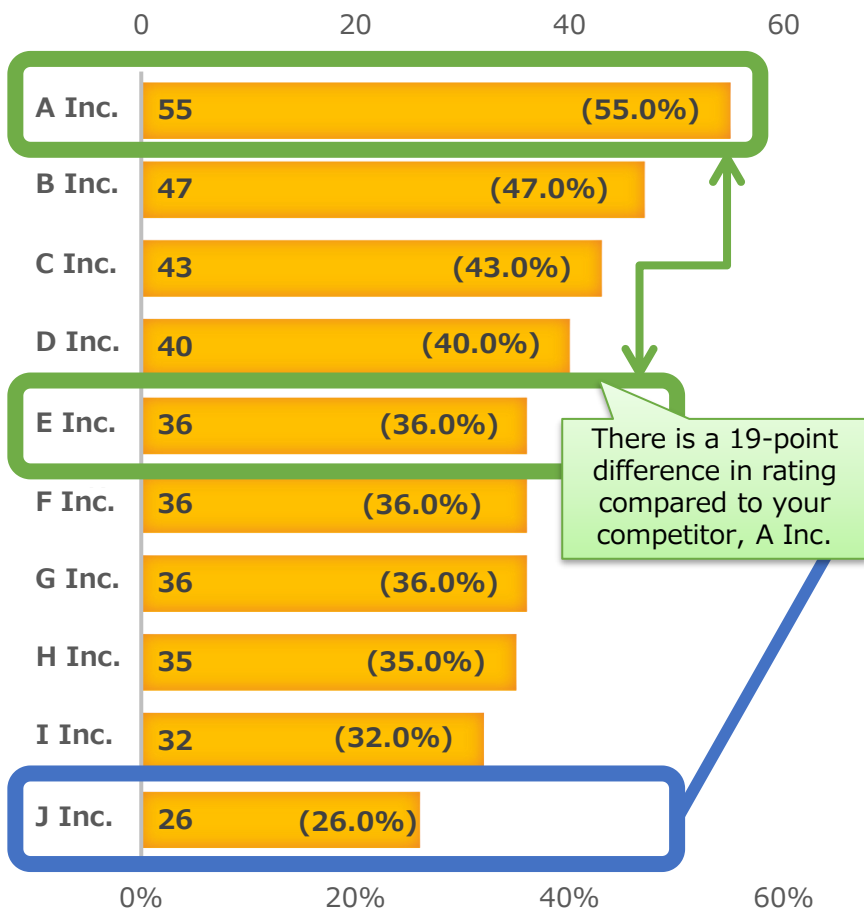 0 20 40 60
A Inc. 55 (55.0%)
B Inc. 47 (47.0%)
C Inc. 43 (43.0%)
D Inc. 40 (40.0%)
E Inc. 36 (36.0%)
There is a 19-point
difference in rating
compared to your
competitor, A Inc.
F Inc. 36 (36.0%)
G Inc. 36 (36.0%)
H Inc. 35 (35.0%)
I Inc. 32 (32.0%)
J Inc. 26 (26.0%)
0% 20% 40% 60%